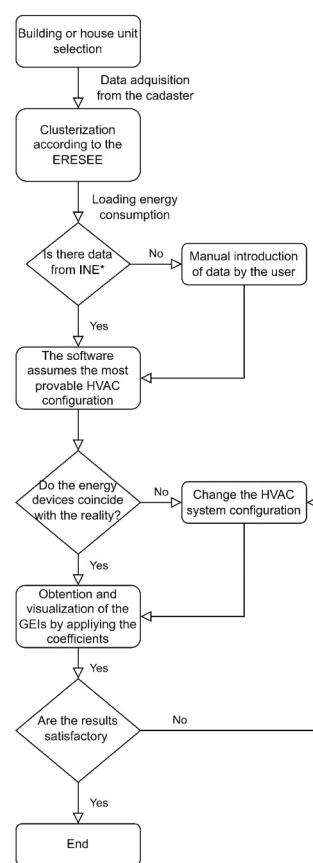 Building or house unit
selection
Data adquisition
from the cadaster
Clusterization
according to the
ERESEE
Loading energy
consumption
Is there data
from INE*
No
Manual introduction
of data by the user
Yes
The software
assumes the most
provable HVAC
configuration
Do the energy
devices coincide
with the reality?
No
Change the HVAC
system configuration
Yes
Obtention and
visualization of the
GEIs by applying the
coefficients
Yes
Are the results
satisfactory
No
Yes
End